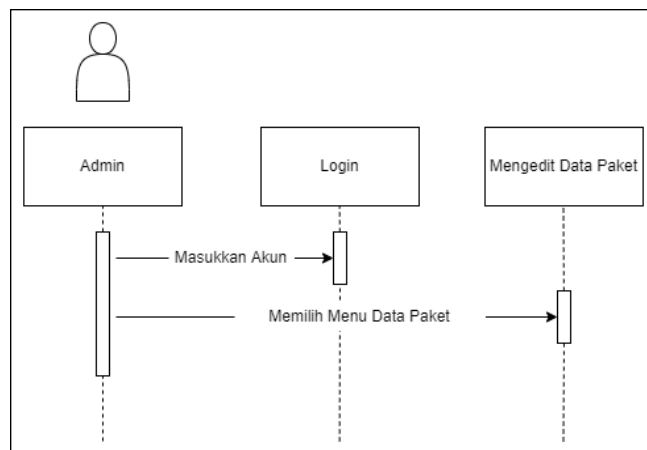 Admin
Login
Mengedit Data Paket
Masukkan Akun
Memilih Menu Data Paket